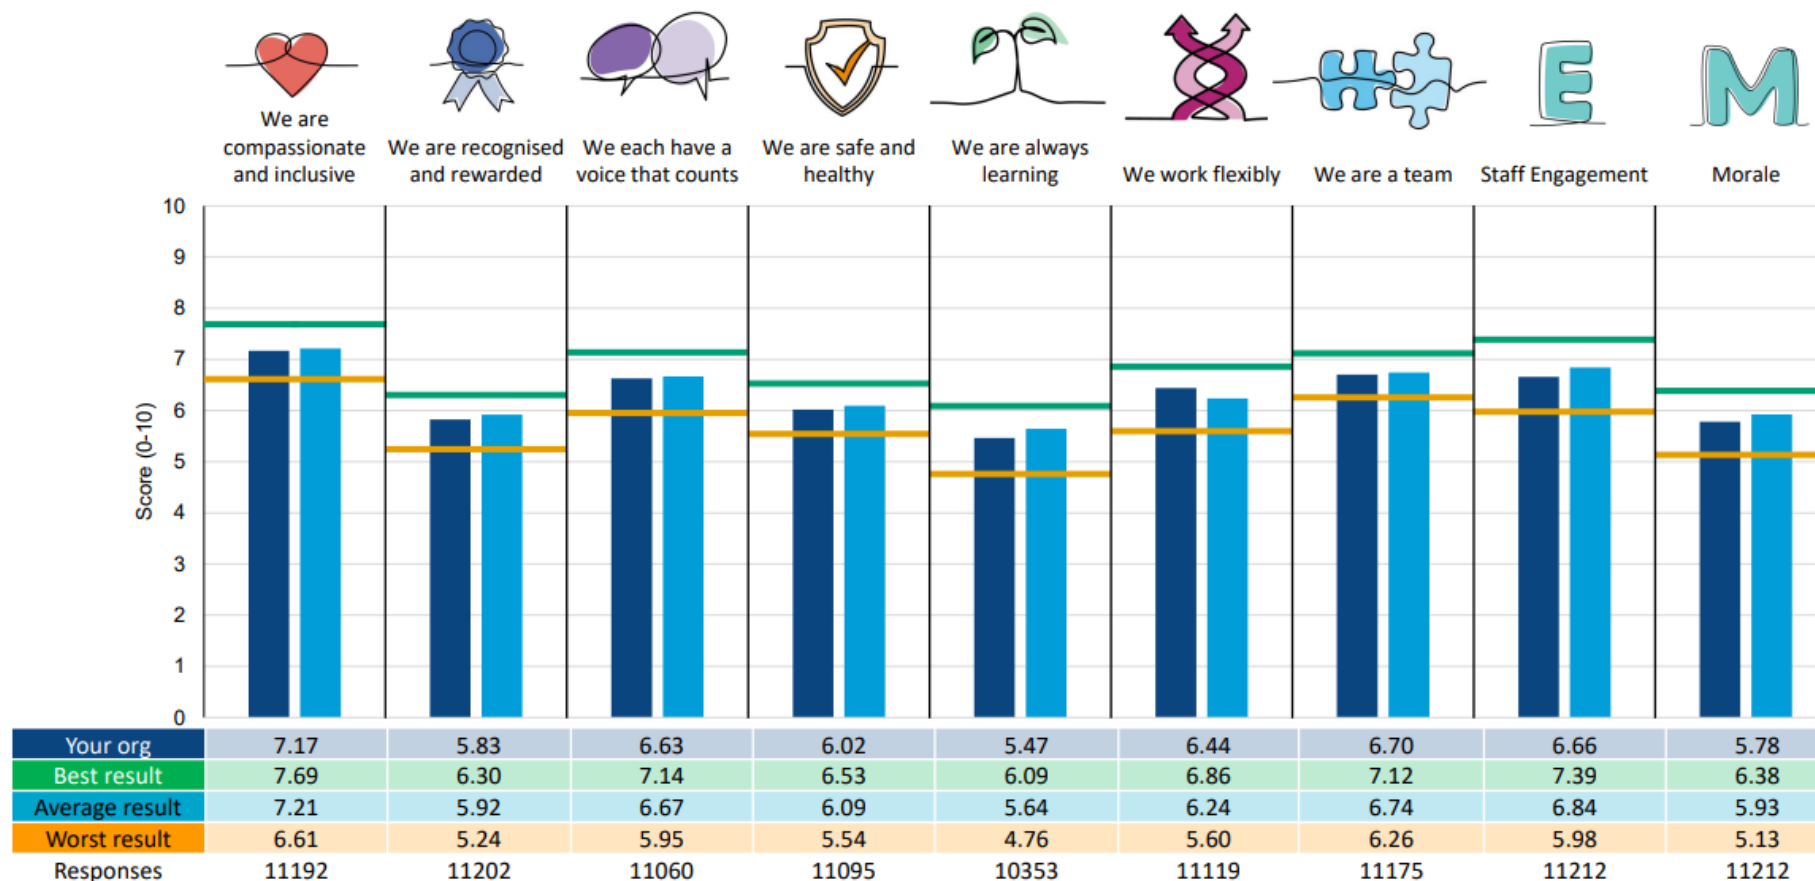 We are
compassionate
and inclusive
We are recognised
and rewarded
We each have a
voice that counts
We are safe and
healthy
We are always
learning
We work flexibly
We are a team
Staff Engagement
Morale
E
M
Score (0-10)
10
9
8
7
6
5
4
3
2
1
0
Your org 7.17 5.83 6.63 6.02 5.47 6.44 6.70 6.66 5.78
Best result 7.69 6.30 7.14 6.53 6.09 6.86 7.12 7.39 6.38
Average result 7.21 5.92 6.67 6.09 5.64 6.24 6.74 6.84 5.93
Worst result 6.61 5.24 5.95 5.54 4.76 5.60 6.26 5.98 5.13
Responses 11192 11202 11060 11095 10353 11119 11175 11212 11212